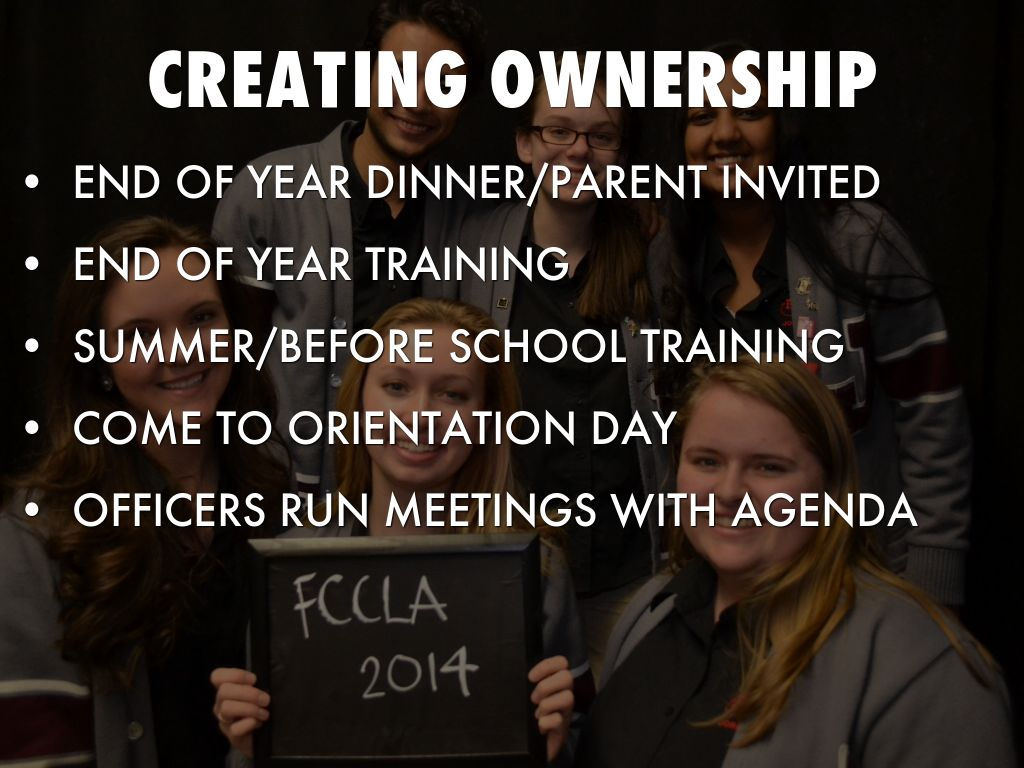 CREATING OWNERSHIP
• END OF YEAR DINNER/PARENT INVITED
• END OF YEAR TRAINING
• SUMMER/BEFORE SCHOOL TRAINING
• COME TO ORIENTATION DAY
• OFFICERS RUN MEETINGS WITH AGENDA
FCCLA
2014